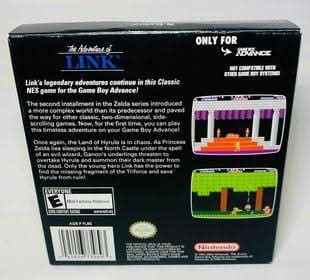 The Adventure of
LINK
ONLY FOR
GAME BOY ADVANCE
NOT COMPATIBLE WITH
OTHER GAME BOY SYSTEMS!
Link's legendary adventures continue in this Classic
NES game for the Game Boy Advance!
The second installment in the Zelda series introduced
a more complex world than its predecessor and paved
the way for other classic, two-dimensional, side-
scrolling games. Now, for the first time, you can play
this timeless adventure on your Game Boy Advance!
Once again, the Land of Hyrule is in chaos. As Princess
Zelda lies sleeping in the North Castle under the spell
of an evil wizard, Ganon's underlings threaten to
overtake Hyrule and summon their dark master from
the dead. Only the young hero Link has the power to
find the missing fragment of the Triforce and save
Hyrule from ruin!
EVERYONE
E
Mild Fantasy Violence
Nintendo